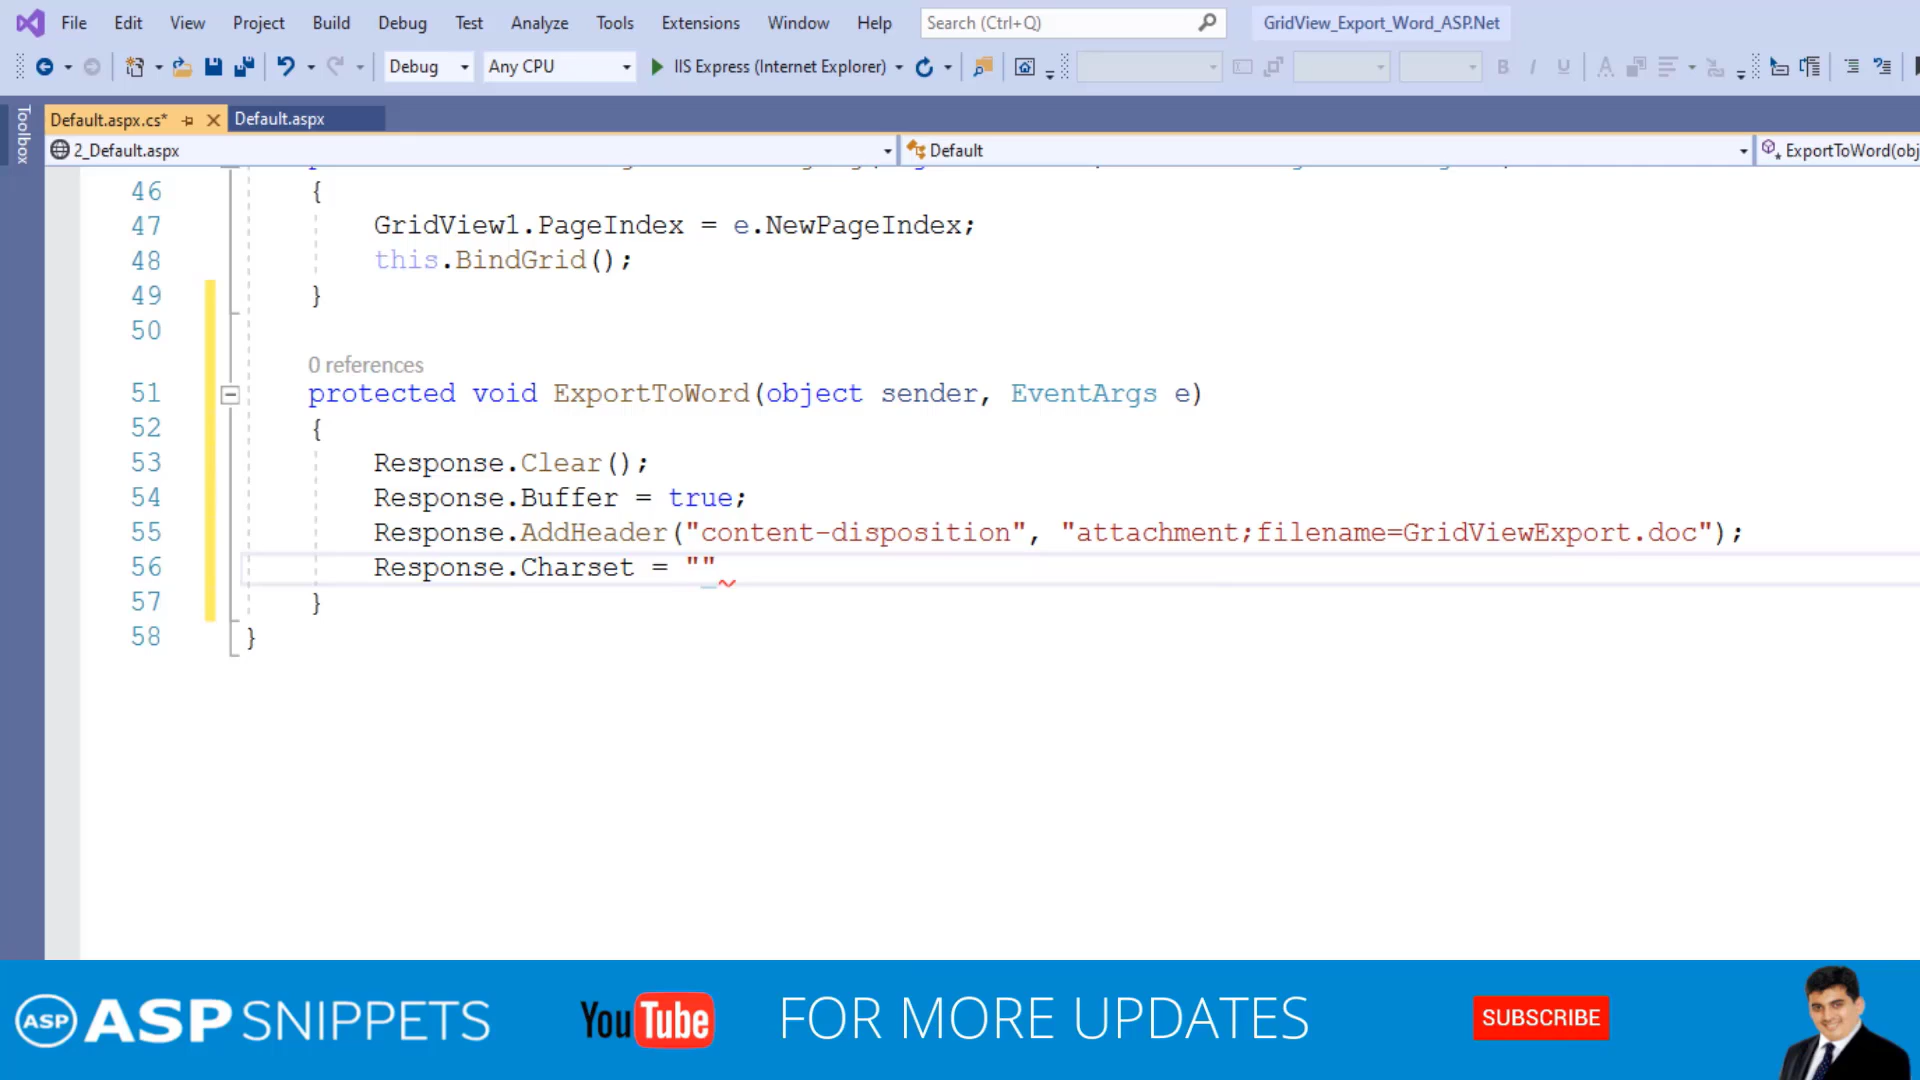 File Edit View Project Build Debug Test Analyze Tools Extensions Window Help Search (Ctrl+Q) GridView_Export_Word_ASP.Net
Debug Any CPU IIS Express (Internet Explorer) B I U A
Toolbox
Default.aspx.cs* Default.aspx
2_Default.aspx Default ExportToWord(obj
46 {
47 GridView1.PageIndex = e.NewPageIndex;
48 this.BindGrid();
49 }
50
0 references
51 protected void ExportToWord(object sender, EventArgs e)
52 {
53 Response.Clear();
54 Response.Buffer = true;
55 Response.AddHeader("content-disposition", "attachment;filename=GridViewExport.doc");
56 Response.Charset = ""
57 }
58 }
ASP ASPSNIPPETS YouTube FOR MORE UPDATES SUBSCRIBE